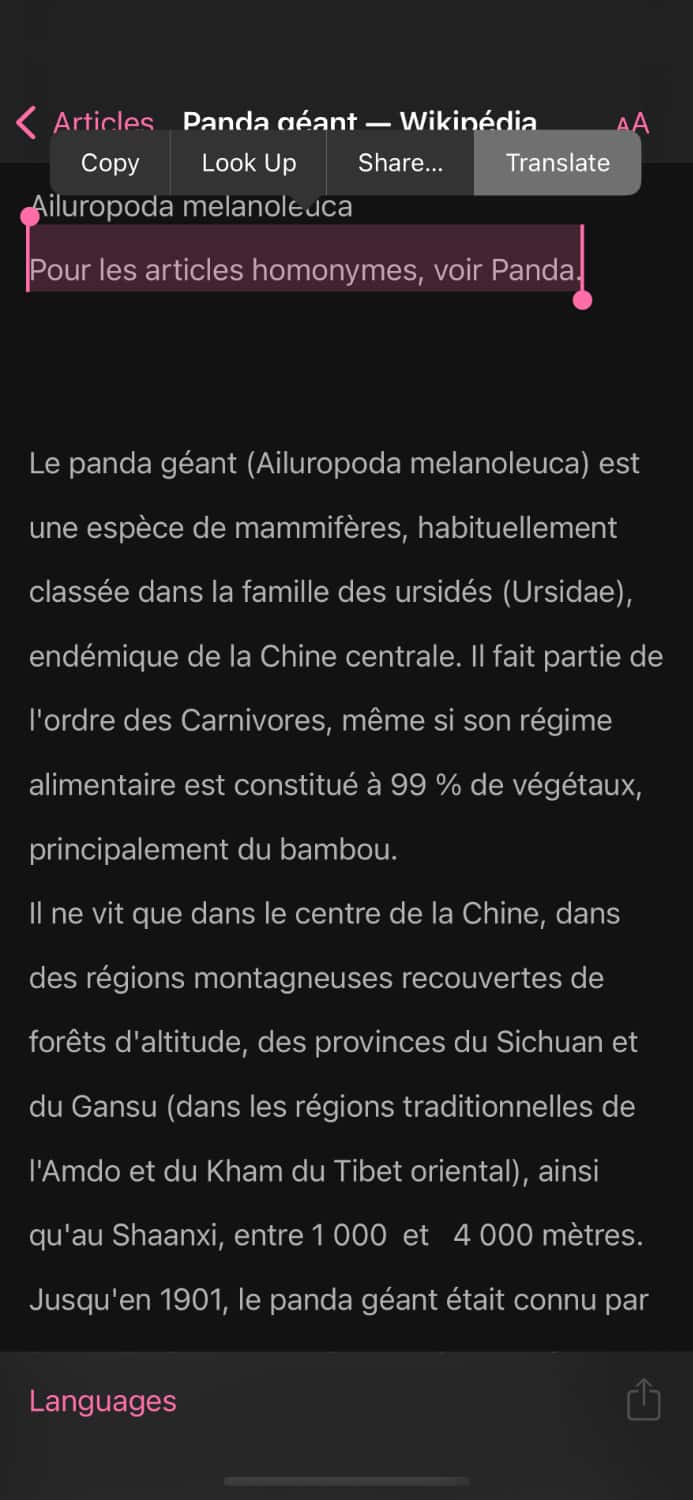 Articles Panda géant — Wikipédia AA
Copy Look Up Share... Translate
Ailuropoda melanoleuca
Pour les articles homonymes, voir Panda.
Le panda géant (Ailuropoda melanoleuca) est
une espèce de mammifères, habituellement
classée dans la famille des ursidés (Ursidae),
endémique de la Chine centrale. Il fait partie de
l'ordre des Carnivores, même si son régime
alimentaire est constitué à 99 % de végétaux,
principalement du bambou.
Il ne vit que dans le centre de la Chine, dans
des régions montagneuses recouvertes de
forêts d'altitude, des provinces du Sichuan et
du Gansu (dans les régions traditionnelles de
l'Amdo et du Kham du Tibet oriental), ainsi
qu'au Shaanxi, entre 1 000 et 4 000 mètres.
Jusqu'en 1901, le panda géant était connu par
Languages